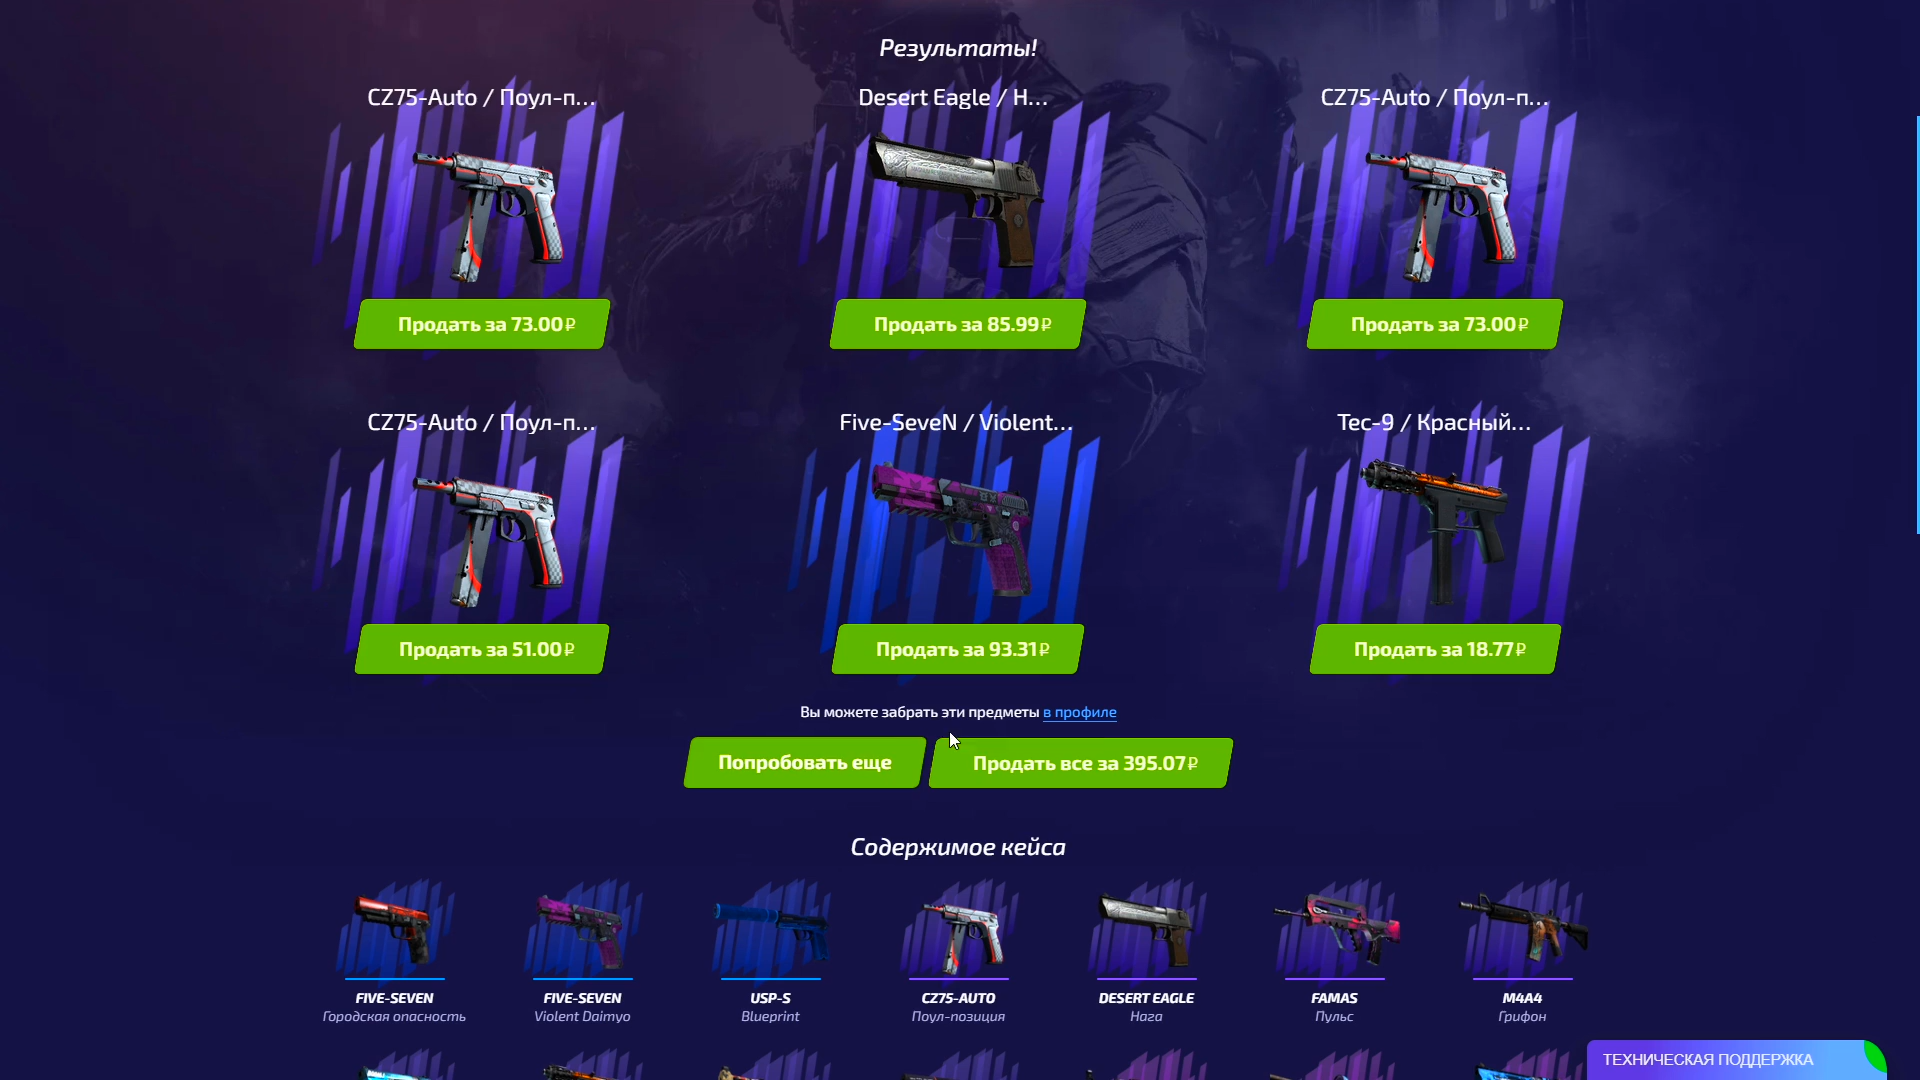 Результаты!
CZ75-Auto / Поул-п...
Desert Eagle / Н...
CZ75-Auto / Поул-п...
Продать за 73.00₽
Продать за 85.99₽
Продать за 73.00₽
CZ75-Auto / Поул-п...
Five-SeveN / Violent...
Tec-9 / Красный...
Продать за 51.00₽
Продать за 93.31₽
Продать за 18.77₽
Вы можете забрать эти предметы в профиле
Попробовать еще
Продать все за 395.07₽
Содержимое кейса
FIVE-SEVEN
Городская опасность
FIVE-SEVEN
Violent Daimyo
USP-S
Blueprint
CZ75-AUTO
Поул-позиция
DESERT EAGLE
Нага
FAMAS
Пульс
M4A4
Грифон
ТЕХНИЧЕСКАЯ ПОДДЕРЖКА